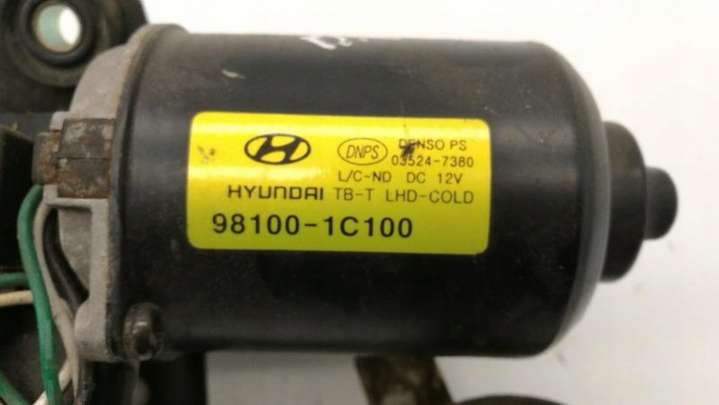 DNPS
DENSO PS
03524-7380
L/C-ND DC 12V
HYUNDAI TB-T LHD-COLD
98100-1C100